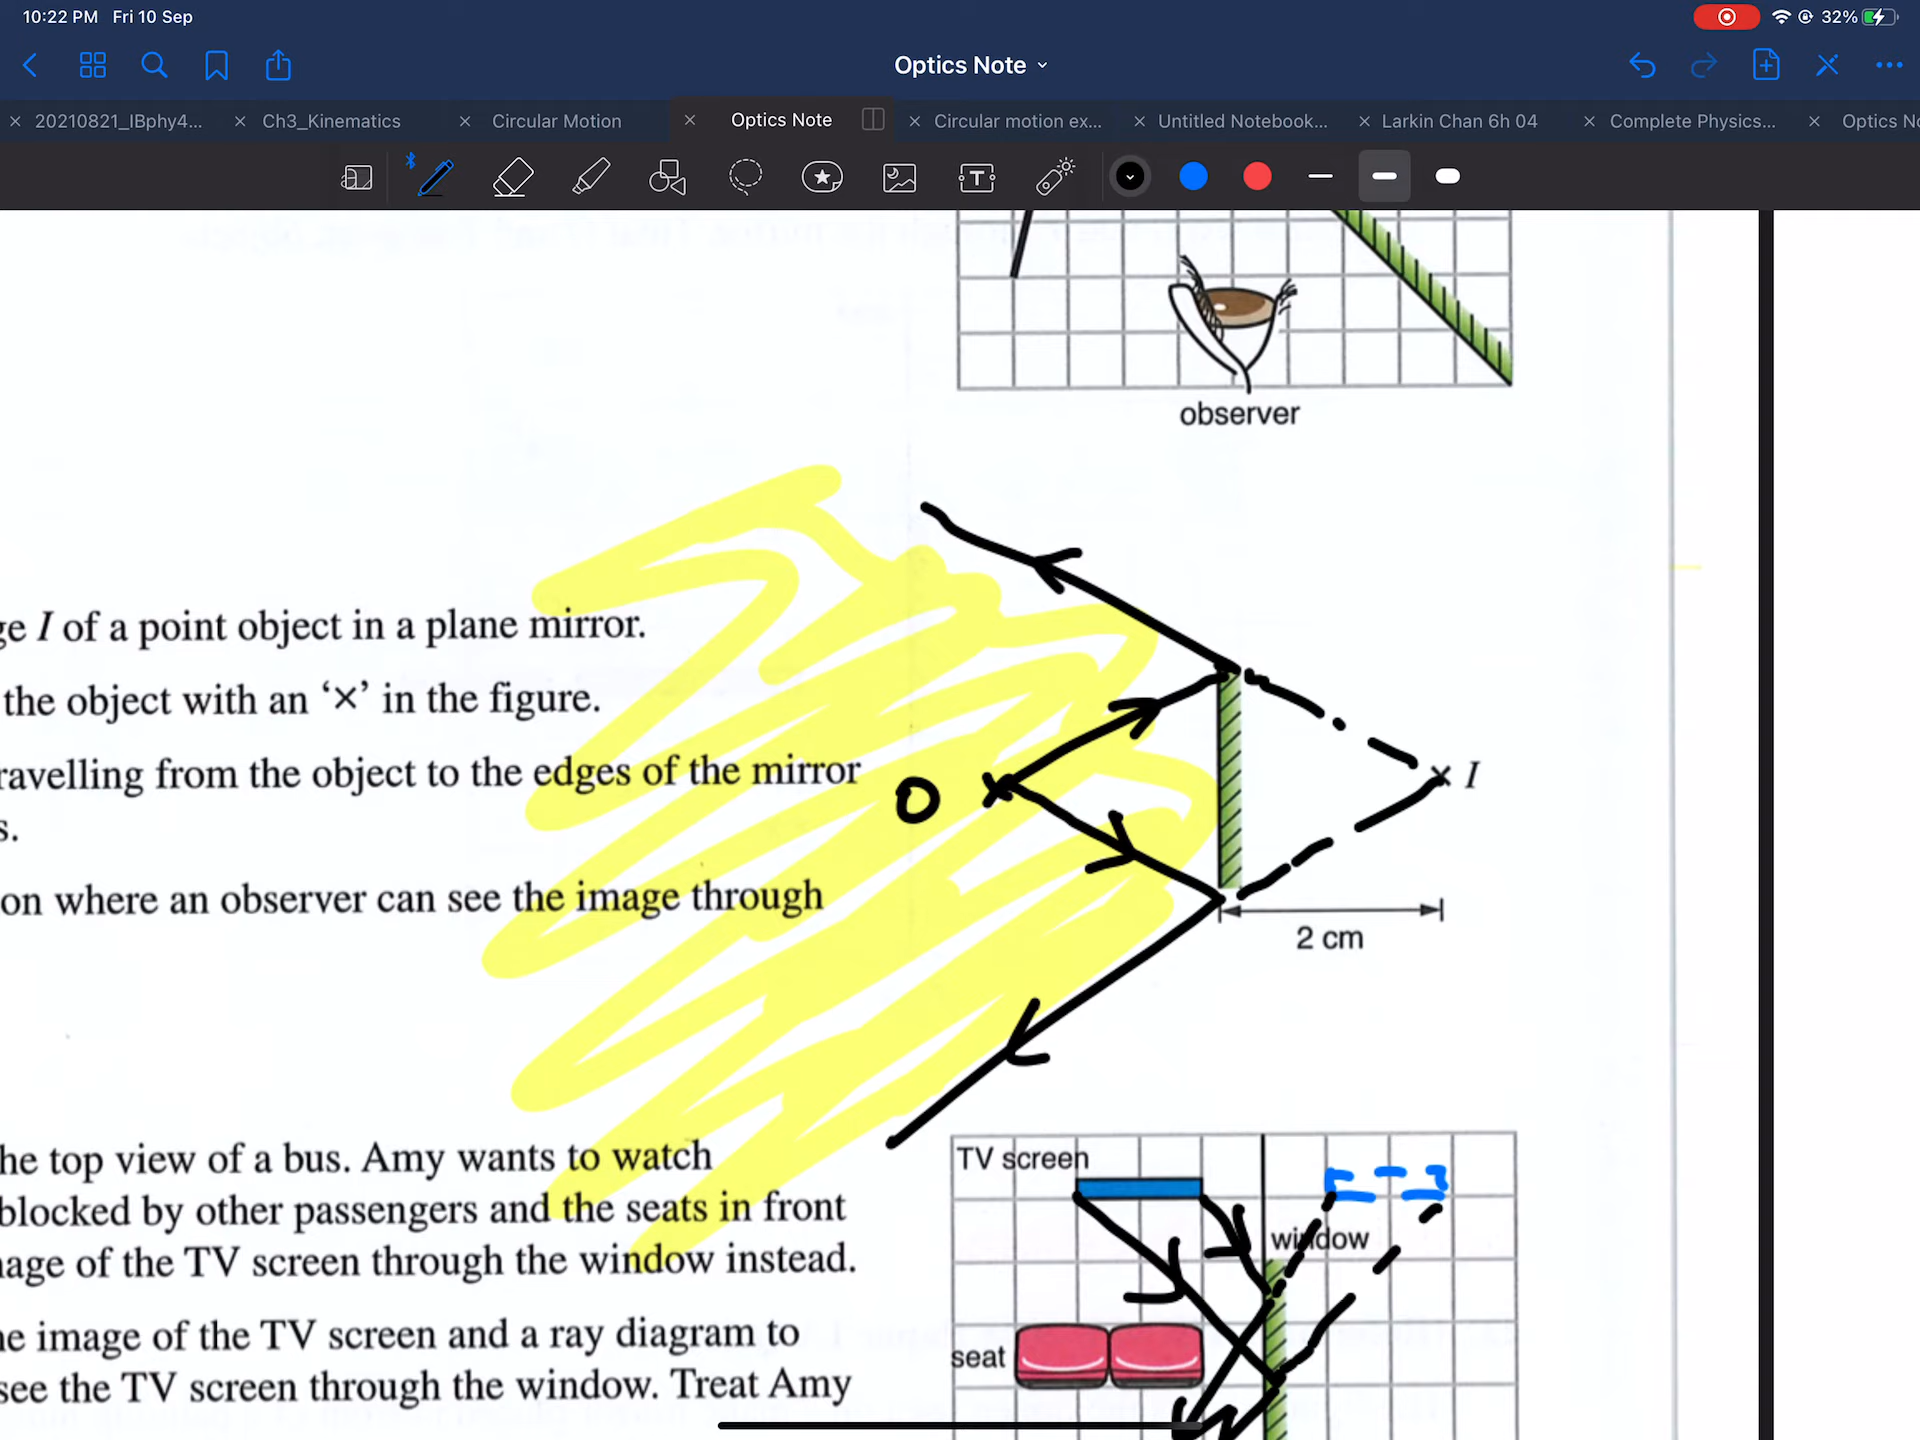 10:22 PM Fri 10 Sep
32%
Optics Note
20210821_IBphy4...
Ch3_Kinematics
Circular Motion
Optics Note
Circular motion ex...
Untitled Notebook...
Larkin Chan 6h 04
Complete Physics...
Optics No
observer
ge I of a point object in a plane mirror.
the object with an ‘×’ in the figure.
ravelling from the object to the edges of the mirror
s.
on where an observer can see the image through
O
× I
2 cm
he top view of a bus. Amy wants to watch
blocked by other passengers and the seats in front
nage of the TV screen through the window instead.
ne image of the TV screen and a ray diagram to
see the TV screen through the window. Treat Amy
TV screen
window
seat